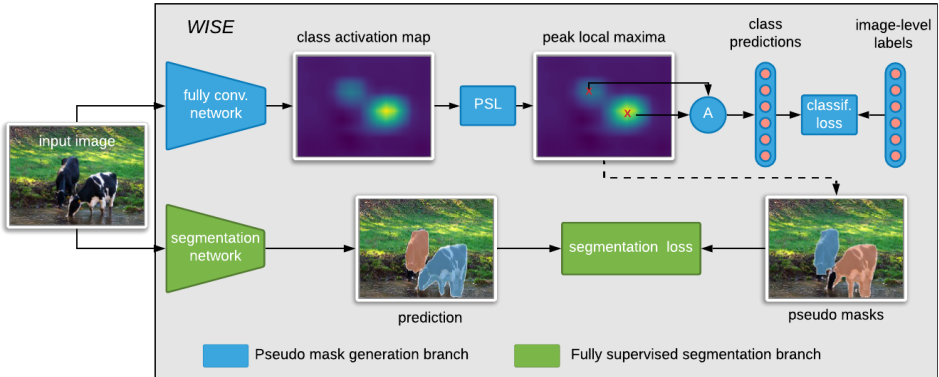 WISE
class activation map
peak local maxima
class
predictions
image-level
labels
fully conv.
network
PSL
x
A
classif.
loss
input image
segmentation
network
segmentation loss
prediction
pseudo masks
Pseudo mask generation branch
Fully supervised segmentation branch